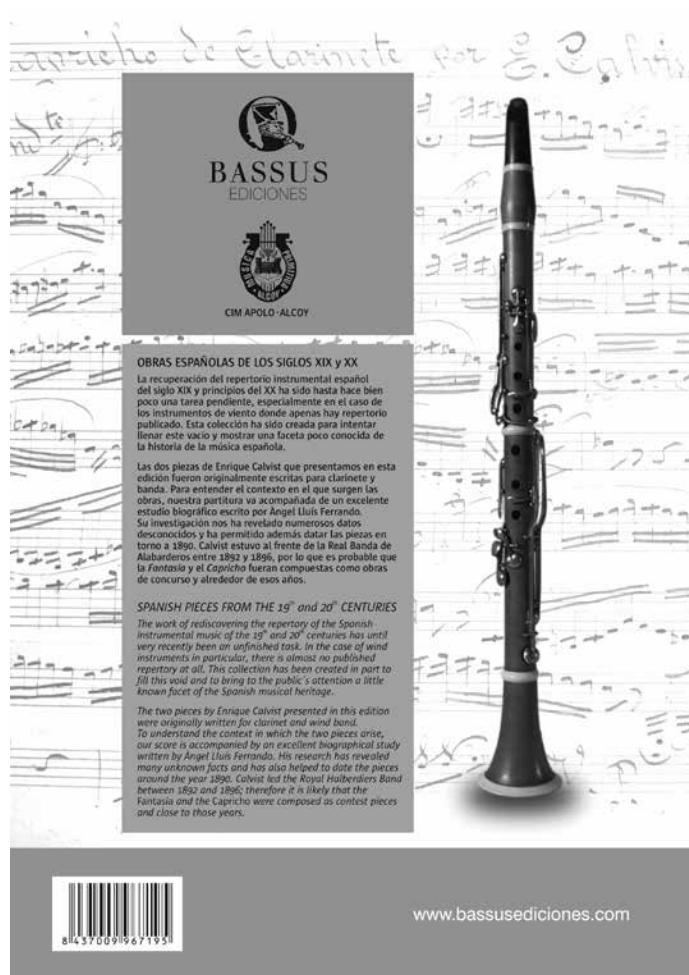 Capricho de Clarinete por E. Calvis
BASSUS
EDICIONES
MUSICA
ALCOY
CIM APOLO·ALCOY
OBRAS ESPAÑOLAS DE LOS SIGLOS XIX y XX
La recuperación del repertorio instrumental español
del siglo XIX y principios del XX ha sido hasta hace bien
poco una tarea pendiente, especialmente en el caso de
los instrumentos de viento donde apenas hay repertorio
publicado. Esta colección ha sido creada para intentar
llenar este vacío y mostrar una faceta poco conocida de
la historia de la música española.
Las dos piezas de Enrique Calvist que presentamos en esta
edición fueron originalmente escritas para clarinete y
banda. Para entender el contexto en el que surgen las
obras, nuestra partitura va acompañada de un excelente
estudio biográfico escrito por Àngel Lluís Ferrando.
Su investigación nos ha revelado numerosos datos
desconocidos y ha permitido además datar las piezas en
torno a 1890. Calvist estuvo al frente de la Real Banda de
Alabarderos entre 1892 y 1896, por lo que es probable que
la Fantasia y el Capricho fueran compuestas como obras
de concurso y alrededor de esos años.
SPANISH PIECES FROM THE 19th and 20th CENTURIES
The work of rediscovering the repertory of the Spanish
instrumental music of the 19th and 20th centuries has until
very recently been an unfinished task. In the case of wind
instruments in particular, there is almost no published
repertory at all. This collection has been created in part to
fill this void and to bring to the public´s attention a little
known facet of the Spanish musical heritage.
The two pieces by Enrique Calvist presented in this edition
were originally written for clarinet and wind band.
To understand the context in which the two pieces arise,
our score is accompanied by an excellent biographical study
written by Àngel Lluís Ferrando. His research has revealed
many unknown facts and has also helped to date the pieces
around the year 1890. Calvist led the Royal Halberdiers Band
between 1892 and 1896; therefore it is likely that the
Fantasia and the Capricho were composed as contest pieces
and close to those years.
8 437009 967195
www.bassusediciones.com